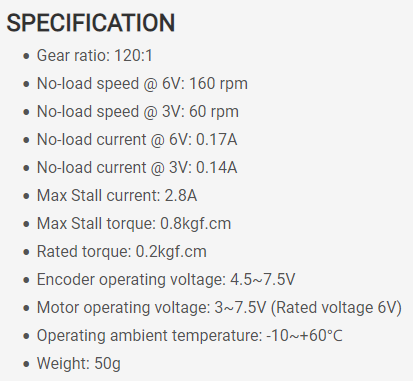 SPECIFICATION
Gear ratio: 120:1
No-load speed @ 6V: 160 rpm
No-load speed @ 3V: 60 rpm
No-load current @ 6V: 0.17A
No-load current @ 3V: 0.14A
Max Stall current: 2.8A
Max Stall torque: 0.8kgf.cm
Rated torque: 0.2kgf.cm
Encoder operating voltage: 4.5~7.5V
Motor operating voltage: 3~7.5V (Rated voltage 6V)
Operating ambient temperature: -10~+60℃
Weight: 50g